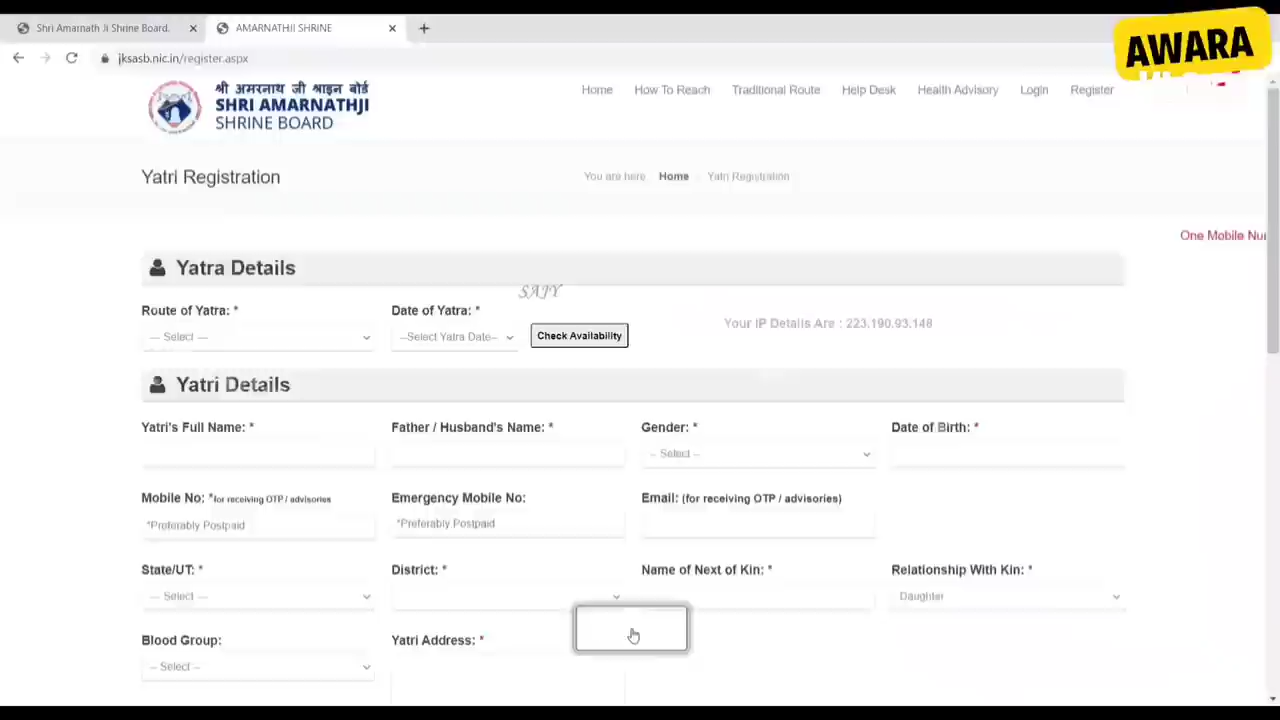 Shri Amarnath Ji Shrine Board.
AMARNATHJI SHRINE
jksasb.nic.in/register.aspx
AWARA
श्री अमरनाथ जी श्राइन बोर्ड
SHRI AMARNATHJI
SHRINE BOARD
Home How To Reach Traditional Route Help Desk Health Advisory Login Register
Yatri Registration
You are here Home Yatri Registration
One Mobile Nu
Yatra Details
Route of Yatra: *
Date of Yatra: *
-- Select --
--Select Yatra Date--
Check Availability
Your IP Details Are : 223.190.93.148
Yatri Details
Yatri's Full Name: * Father / Husband's Name: * Gender: * Date of Birth: *
-- Select --
Mobile No: *for receiving OTP / advisories Emergency Mobile No: Email: (for receiving OTP / advisories)
*Preferably Postpaid *Preferably Postpaid
State/UT: * District: * Name of Next of Kin: * Relationship With Kin: *
-- Select -- Daughter
Blood Group: Yatri Address: *
-- Select --